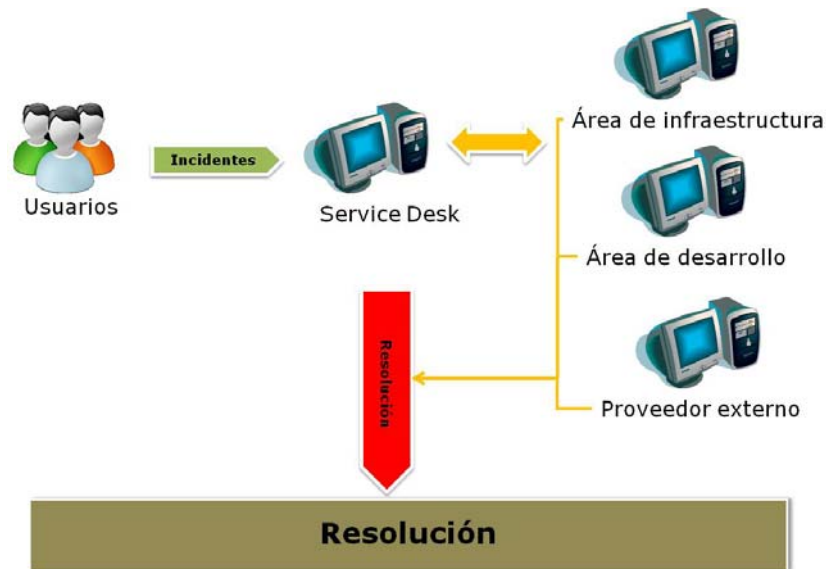 Usuarios
Incidentes
Service Desk
Área de infraestructura
Área de desarrollo
Proveedor externo
Resolución
Resolución